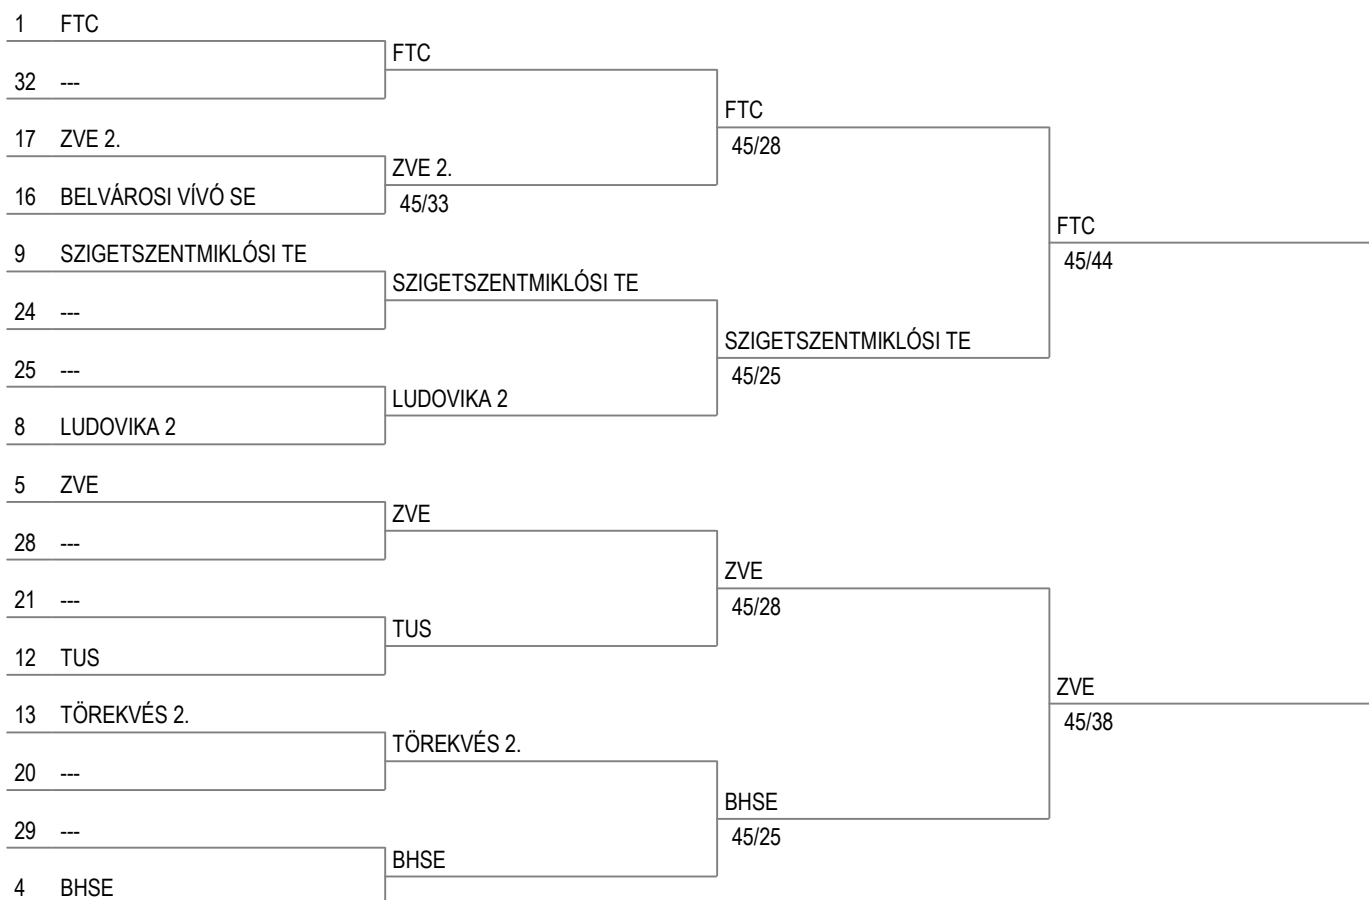 1 FTC
32 ---
17 ZVE 2.
16 BELVÁROSI VÍVÓ SE
9 SZIGETSZENTMIKLÓSI TE
24 ---
25 ---
8 LUDOVIKA 2
5 ZVE
28 ---
21 ---
12 TUS
13 TÖREKVÉS 2.
20 ---
29 ---
4 BHSE
FTC
ZVE 2.
45/33
SZIGETSZENTMIKLÓSI TE
LUDOVIKA 2
ZVE
TUS
TÖREKVÉS 2.
BHSE
FTC
45/28
SZIGETSZENTMIKLÓSI TE
45/25
ZVE
45/28
BHSE
45/25
FTC
45/44
ZVE
45/38